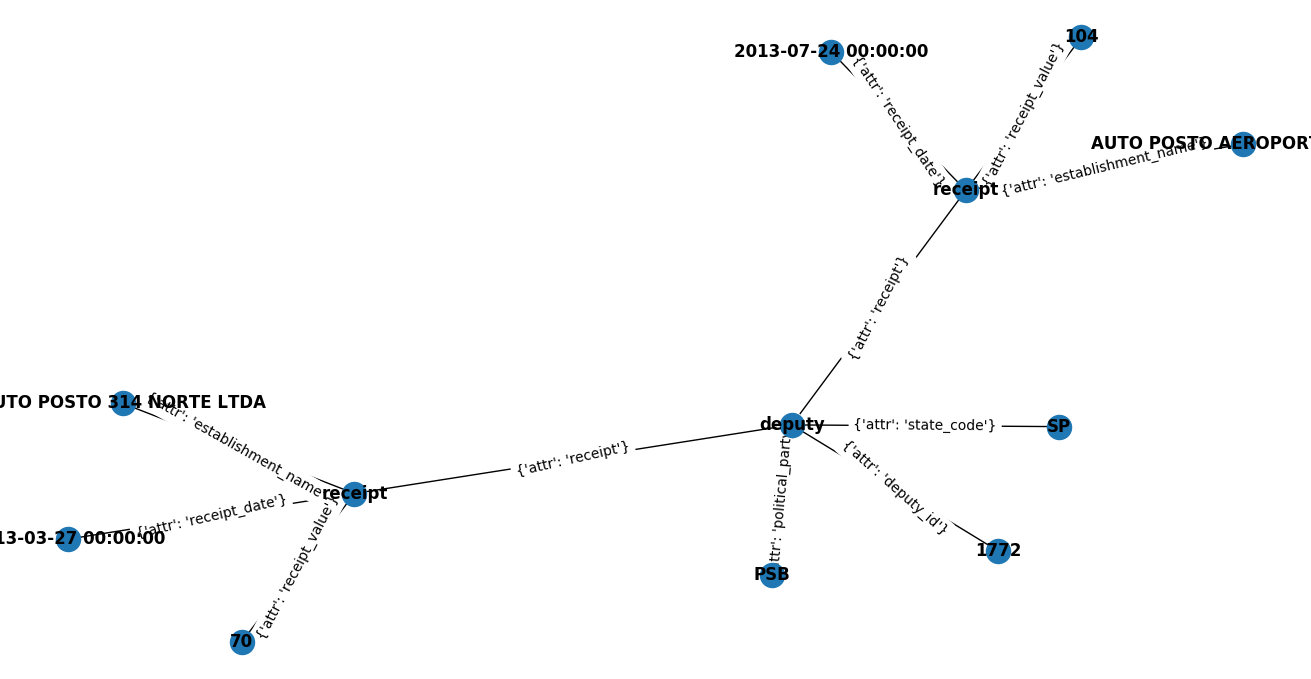 104
2013-07-24 00:00:00
{'attr': 'receipt_date'}
{'attr': 'receipt_value'}
AUTO POSTO AEROPORT
{'attr': 'establishment_name'}
receipt
{'attr': 'receipt'}
UTO POSTO 314 NORTE LTDA
{'attr': 'establishment_name'}
deputy
{'attr': 'state_code'}
SP
{'attr': 'receipt'}
{'attr': 'deputy_id'}
{'attr': 'political_party
receipt
{'attr': 'receipt_date'}
13-03-27 00:00:00
{'attr': 'receipt_value'}
1772
PSB
70